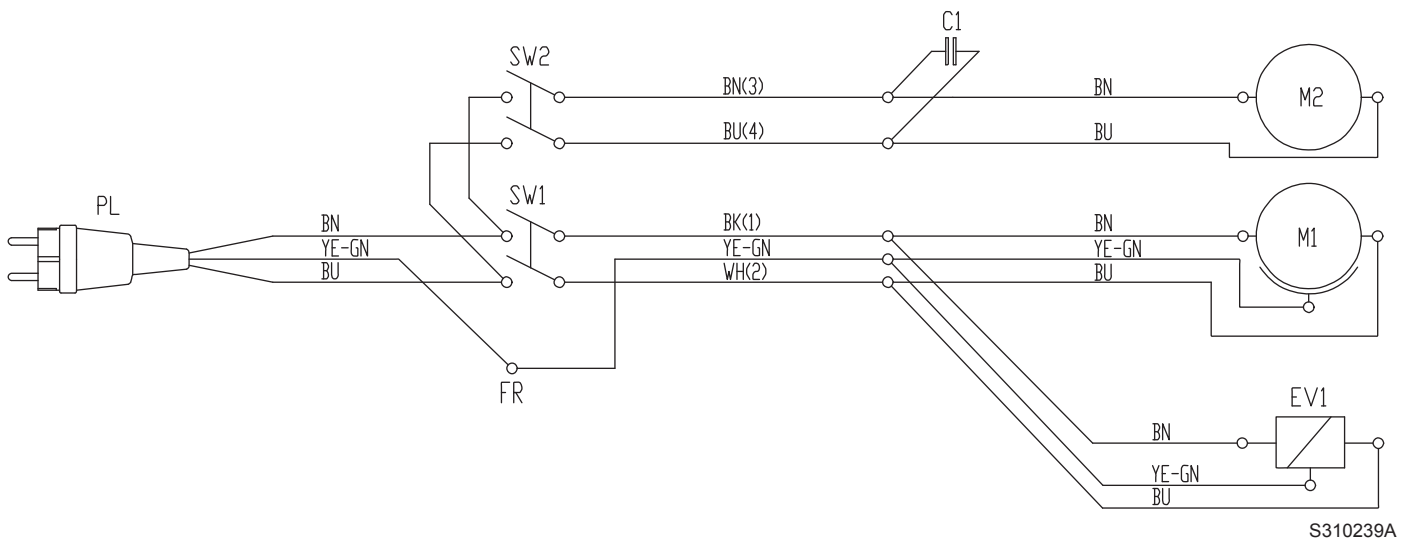 C1
SW2
BN(3)
BN
M2
BU(4)
BU
PL
SW1
BN
BK(1)
BN
M1
YE-GN
YE-GN
YE-GN
BU
WH(2)
BU
FR
EV1
BN
YE-GN
BU
S310239A